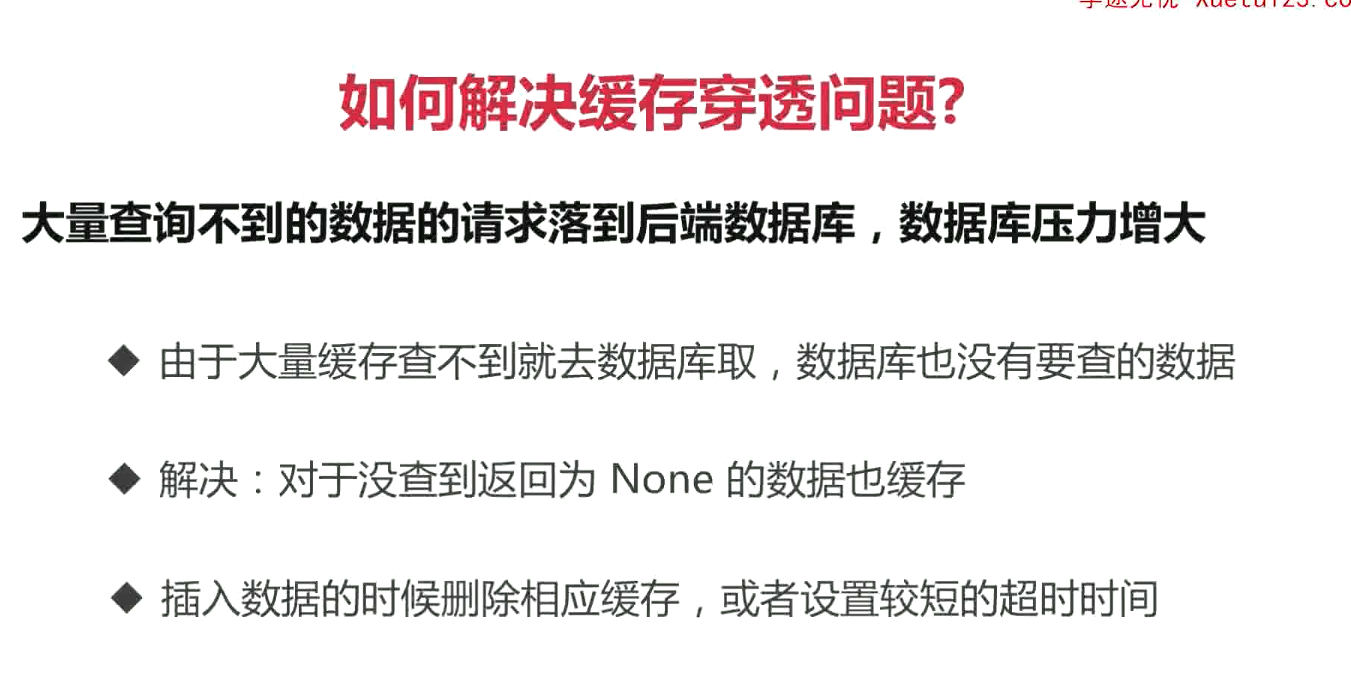 如何解决缓存穿透问题?
大量查询不到的数据的请求落到后端数据库，数据库压力增大
◆ 由于大量缓存查不到就去数据库取，数据库也没有要查的数据
◆ 解决：对于没查到返回为 None 的数据也缓存
◆ 插入数据的时候删除相应缓存，或者设置较短的超时时间